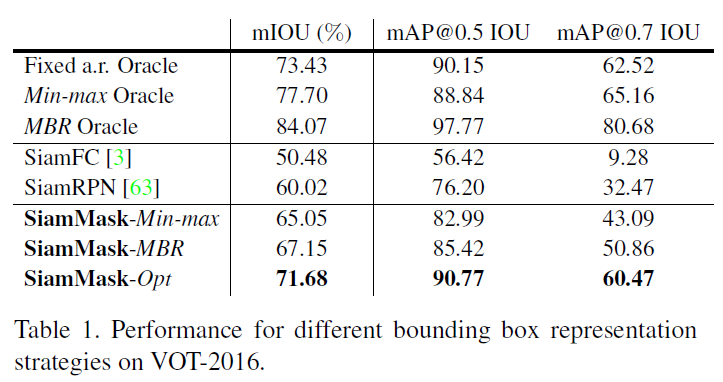 mIOU (%) mAP@0.5 IOU mAP@0.7 IOU
Fixed a.r. Oracle 73.43 90.15 62.52
Min-max Oracle 77.70 88.84 65.16
MBR Oracle 84.07 97.77 80.68
SiamFC [3] 50.48 56.42 9.28
SiamRPN [63] 60.02 76.20 32.47
SiamMask-Min-max 65.05 82.99 43.09
SiamMask-MBR 67.15 85.42 50.86
SiamMask-Opt 71.68 90.77 60.47
Table 1. Performance for different bounding box representation
strategies on VOT-2016.